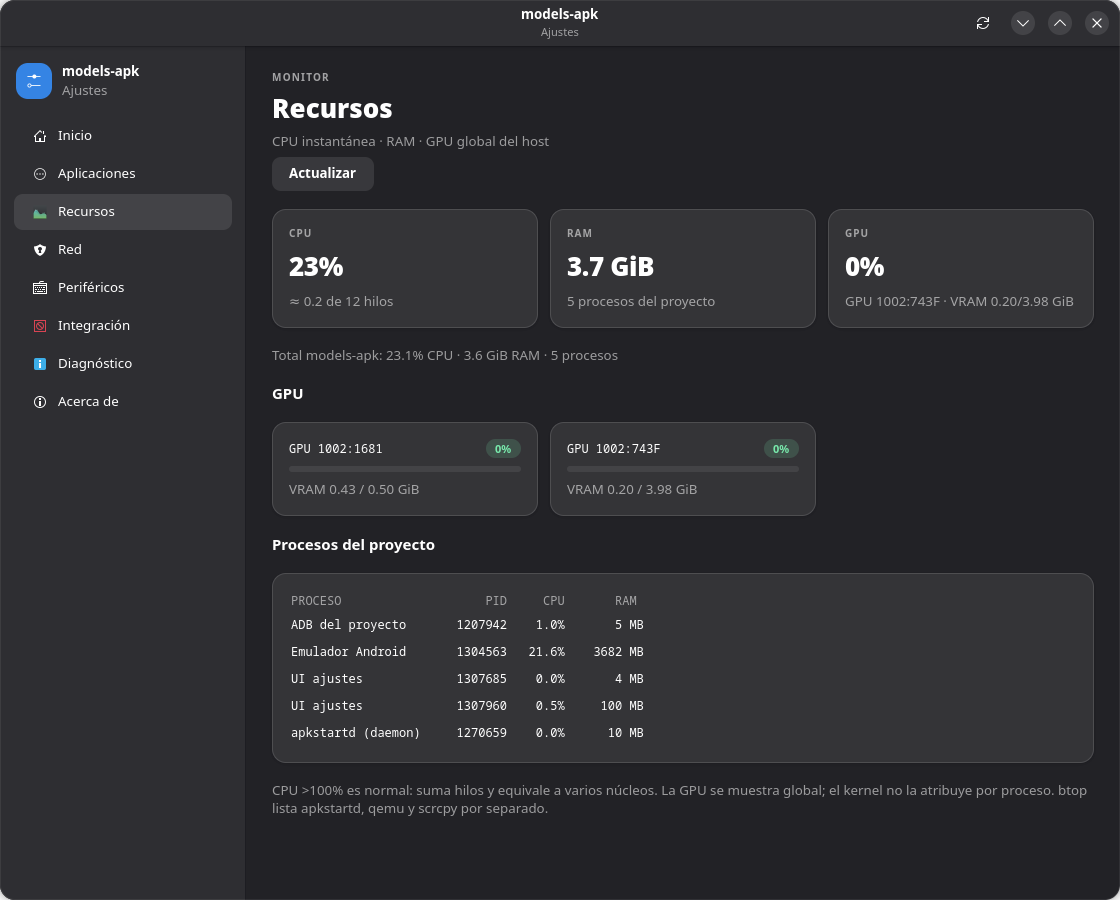 models-apk
Ajustes
models-apk
Ajustes
Inicio
Aplicaciones
Recursos
Red
Periféricos
Integración
Diagnóstico
Acerca de
MONITOR
Recursos
CPU instantánea · RAM · GPU global del host
Actualizar
CPU
23%
≈ 0.2 de 12 hilos
RAM
3.7 GiB
5 procesos del proyecto
GPU
0%
GPU 1002:743F · VRAM 0.20/3.98 GiB
Total models-apk: 23.1% CPU · 3.6 GiB RAM · 5 procesos
GPU
GPU 1002:1681 0%
VRAM 0.43 / 0.50 GiB
GPU 1002:743F 0%
VRAM 0.20 / 3.98 GiB
Procesos del proyecto
PROCESO PID CPU RAM
ADB del proyecto 1207942 1.0% 5 MB
Emulador Android 1304563 21.6% 3682 MB
UI ajustes 1307685 0.0% 4 MB
UI ajustes 1307960 0.5% 100 MB
apkstartd (daemon) 1270659 0.0% 10 MB
CPU >100% es normal: suma hilos y equivale a varios núcleos. La GPU se muestra global; el kernel no la atribuye por proceso. btop
lista apkstartd, qemu y scrcpy por separado.